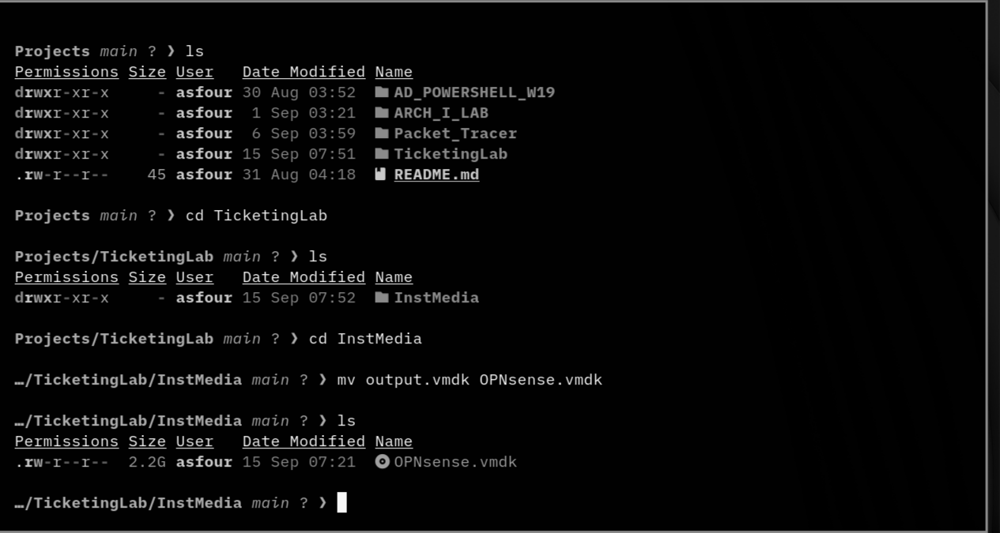 Projects main ? ❯ ls
Permissions Size User   Date Modified Name
drwxr-xr-x     - asfour 30 Aug 03:52  AD_POWERSHELL_W19
drwxr-xr-x     - asfour  1 Sep 03:21  ARCH_I_LAB
drwxr-xr-x     - asfour  6 Sep 03:59  Packet_Tracer
drwxr-xr-x     - asfour 15 Sep 07:51  TicketingLab
.rw-r--r--    45 asfour 31 Aug 04:18  README.md
Projects main ? ❯ cd TicketingLab
Projects/TicketingLab main ? ❯ ls
Permissions Size User   Date Modified Name
drwxr-xr-x     - asfour 15 Sep 07:52  InstMedia
Projects/TicketingLab main ? ❯ cd InstMedia
…/TicketingLab/InstMedia main ? ❯ mv output.vmdk OPNsense.vmdk
…/TicketingLab/InstMedia main ? ❯ ls
Permissions Size User   Date Modified Name
.rw-r--r--  2.2G asfour 15 Sep 07:21  OPNsense.vmdk
…/TicketingLab/InstMedia main ? ❯